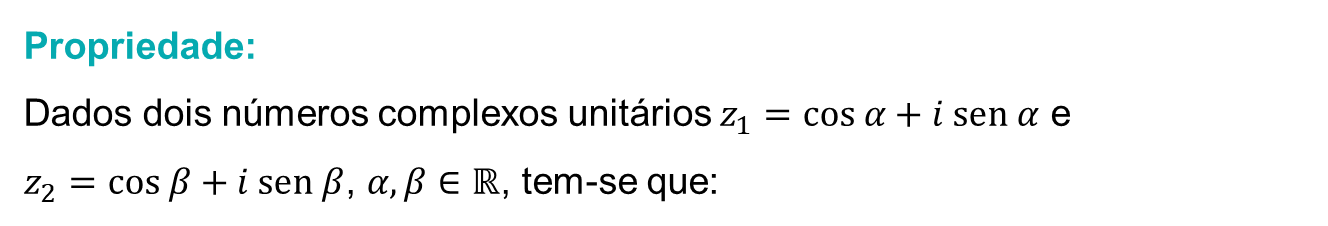 Propriedade:
Dados dois números complexos unitários z₁ = cos α + i sen α e
z₂ = cos β + i sen β, α, β ∈ ℝ, tem-se que: